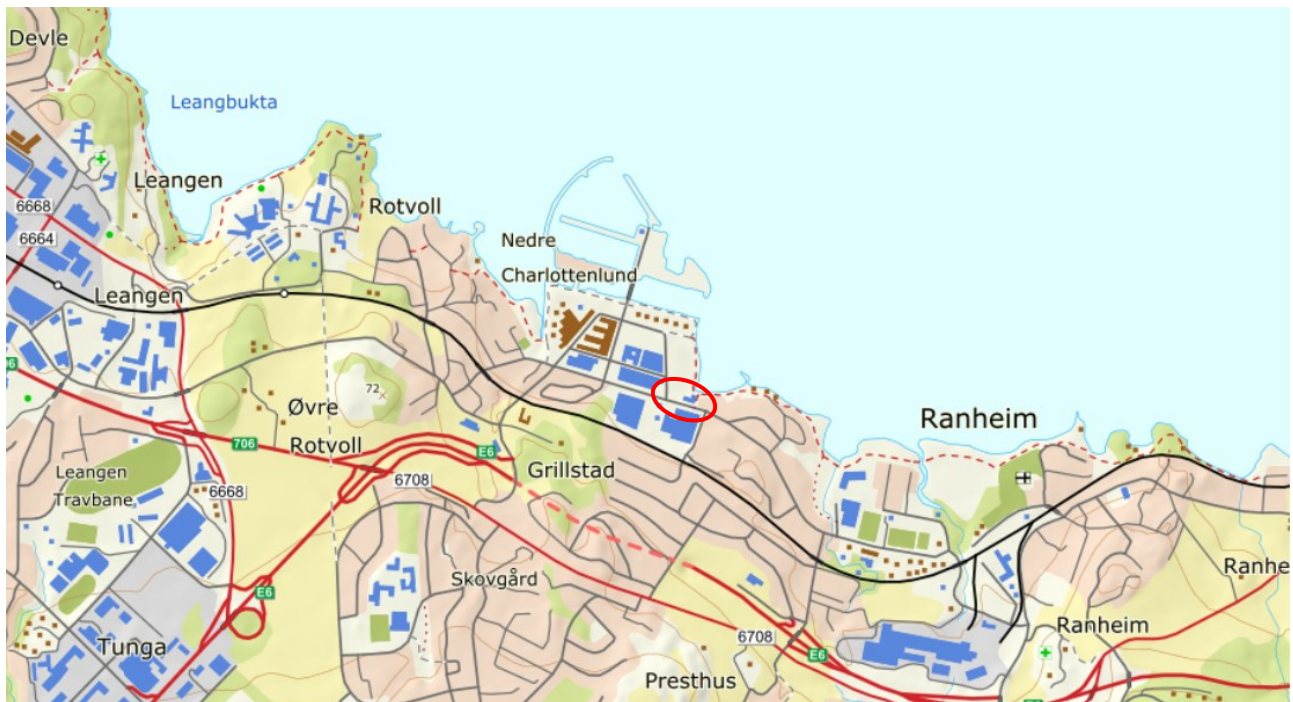 Devle
Leangbukta
Leangen
Rotvoll
6668
6664
Nedre
Charlottenlund
Leangen
72
Øvre
Rotvoll
Ranheim
706
E6
Leangen
Travbane
6668
6708
Grillstad
Skovgård
E6
Ranhe
Tunga
6708
E6
Ranheim
Presthus